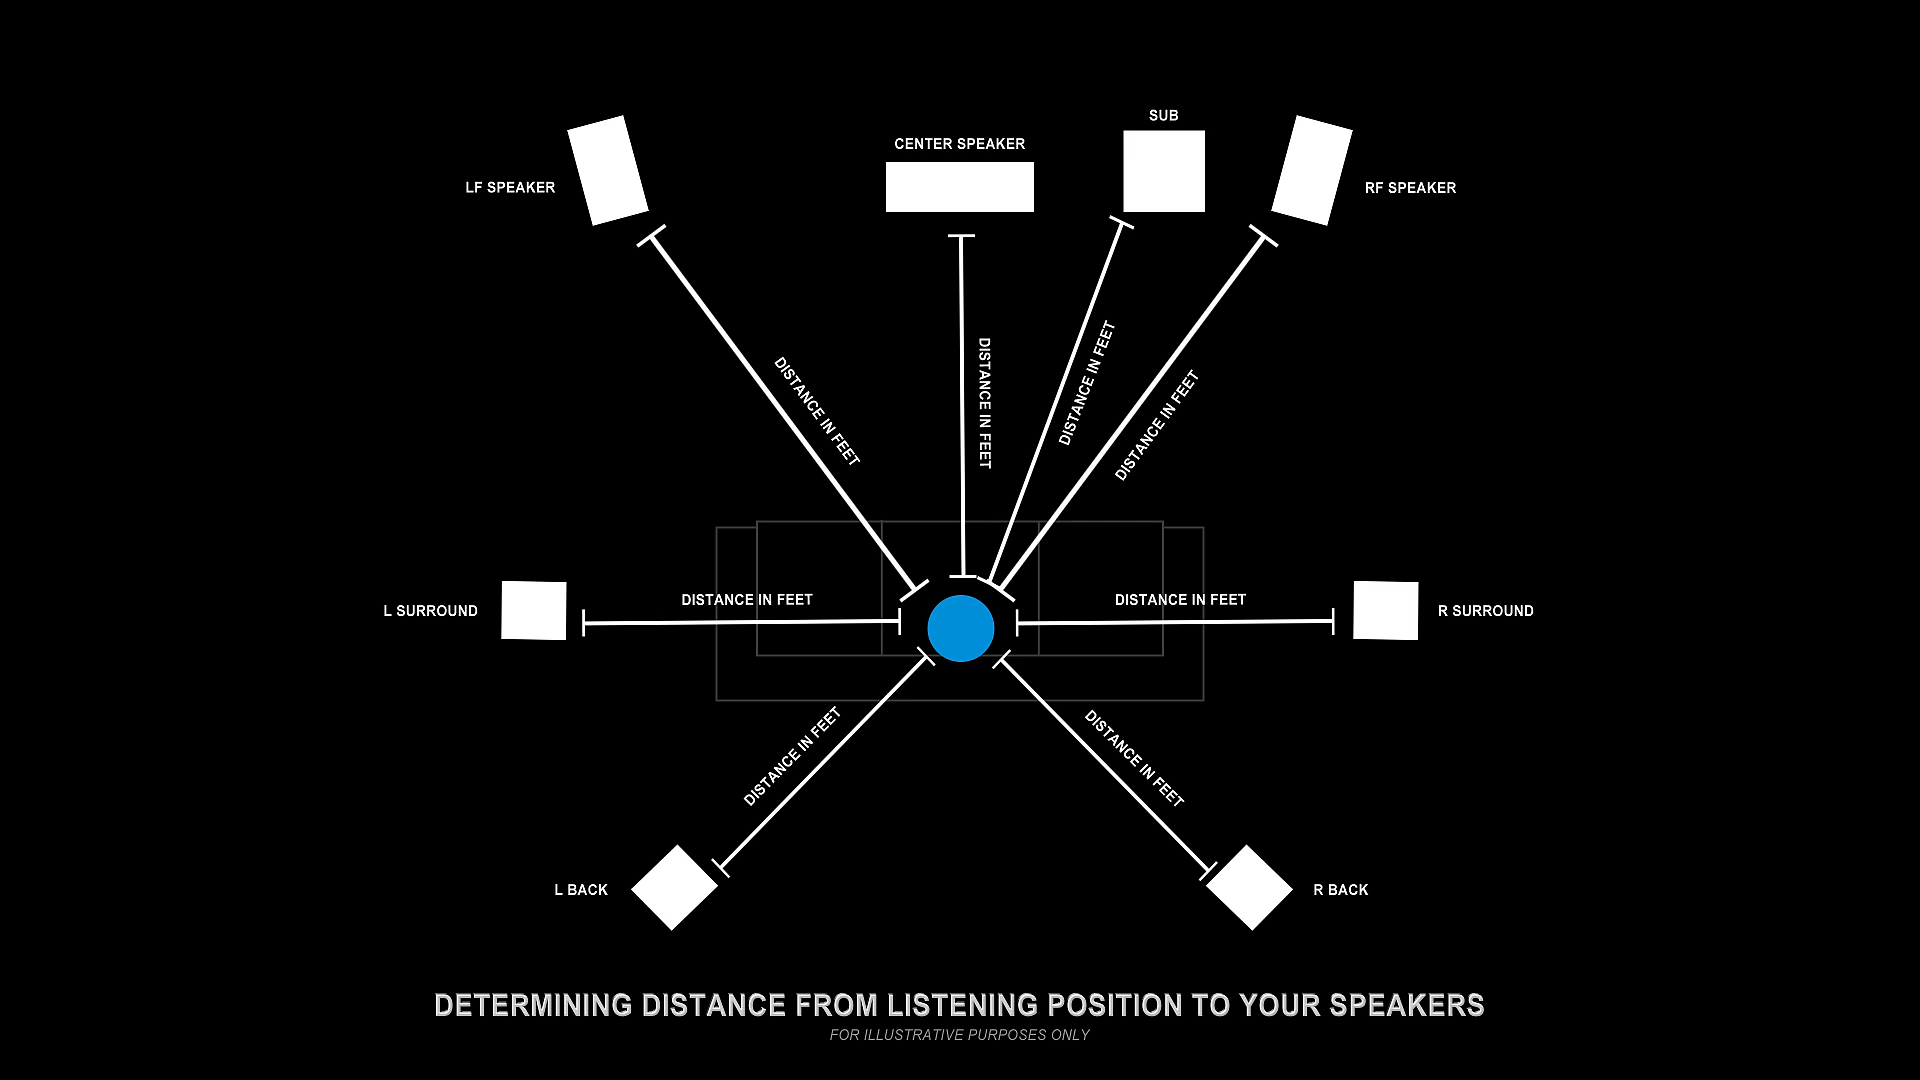 SUB
CENTER SPEAKER
LF SPEAKER
RF SPEAKER
DISTANCE IN FEET
DISTANCE IN FEET
DISTANCE IN FEET
DISTANCE IN FEET
L SURROUND
DISTANCE IN FEET
DISTANCE IN FEET
R SURROUND
DISTANCE IN FEET
DISTANCE IN FEET
L BACK
R BACK
DETERMINING DISTANCE FROM LISTENING POSITION TO YOUR SPEAKERS
FOR ILLUSTRATIVE PURPOSES ONLY